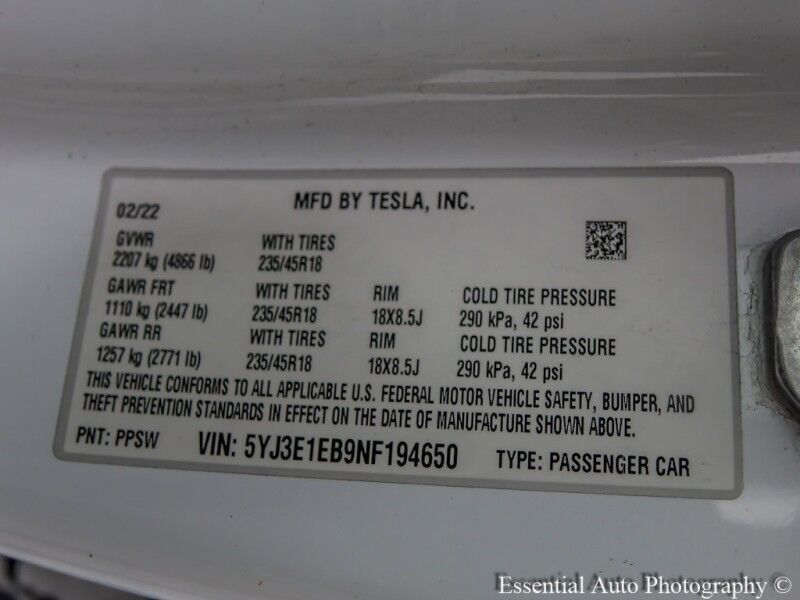 MFD BY TESLA, INC.
02/22
GVWR WITH TIRES
2207 kg (4866 lb) 235/45R18
GAWR FRT WITH TIRES RIM COLD TIRE PRESSURE
1110 kg (2447 lb) 235/45R18 18X8.5J 290 kPa, 42 psi
GAWR RR WITH TIRES RIM COLD TIRE PRESSURE
1257 kg (2771 lb) 235/45R18 18X8.5J 290 kPa, 42 psi
THIS VEHICLE CONFORMS TO ALL APPLICABLE U.S. FEDERAL MOTOR VEHICLE SAFETY, BUMPER, AND
THEFT PREVENTION STANDARDS IN EFFECT ON THE DATE OF MANUFACTURE SHOWN ABOVE.
PNT: PPSW VIN: 5YJ3E1EB9NF194650 TYPE: PASSENGER CAR
Essential Auto Photography ©